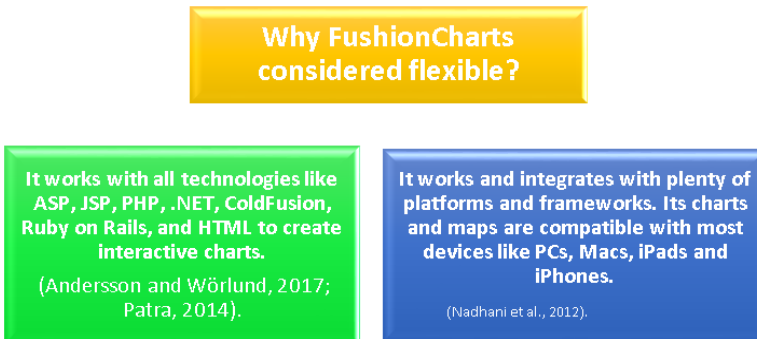 Why FushionCharts
considered flexible?
It works with all technologies like
ASP, JSP, PHP, .NET, ColdFusion,
Ruby on Rails, and HTML to create
interactive charts.
(Andersson and Wörlund, 2017;
Patra, 2014).
It works and integrates with plenty of
platforms and frameworks. Its charts
and maps are compatible with most
devices like PCs, Macs, iPads and
iPhones.
(Nadhani et al., 2012).